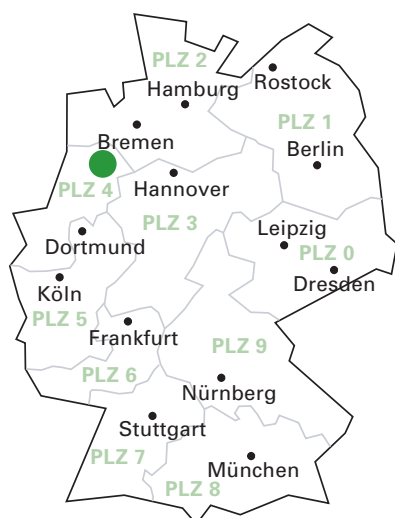 PLZ 2
Rostock
Hamburg
PLZ 1
Bremen
Berlin
PLZ 4
Hannover
PLZ 3
Leipzig
Dortmund
PLZ 0
Dresden
Köln
PLZ 5
Frankfurt
PLZ 9
PLZ 6
Nürnberg
Stuttgart
PLZ 7
München
PLZ 8